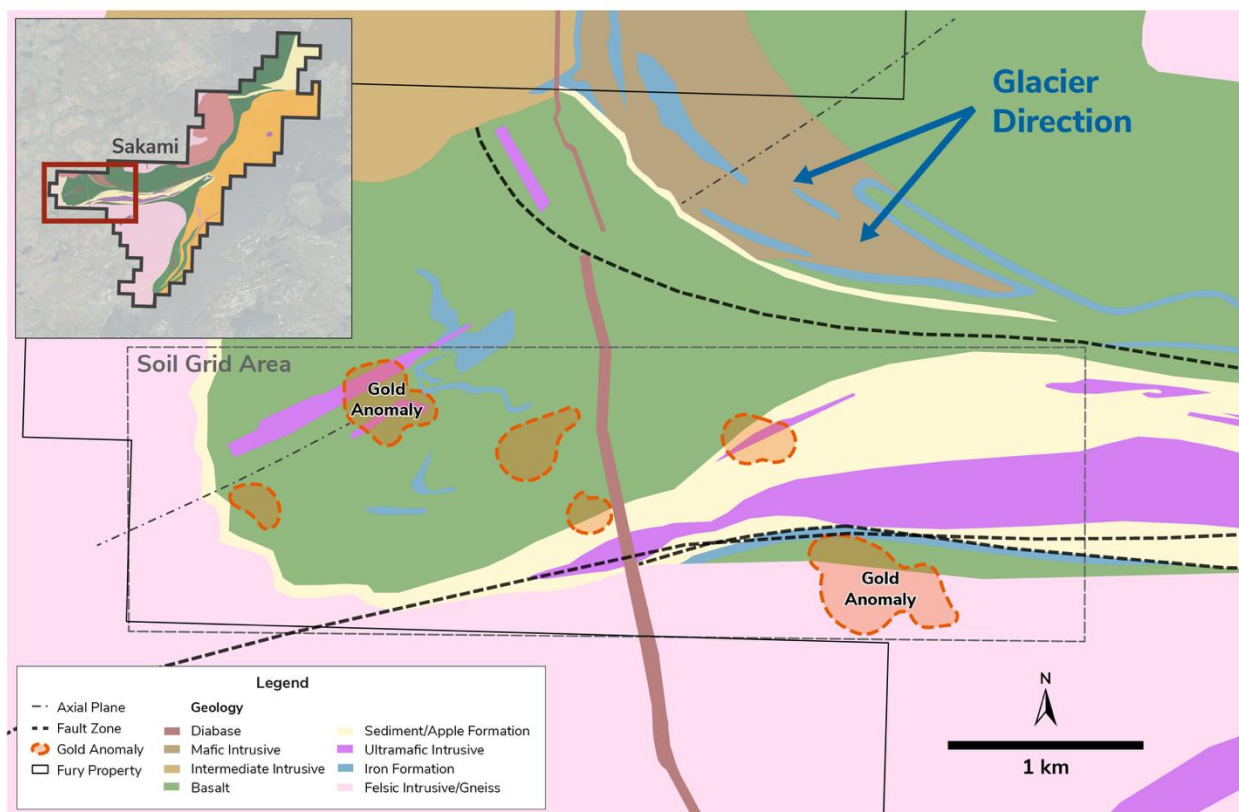 Sakami
Glacier
Direction
Soil Grid Area
Gold
Anomaly
Gold
Anomaly
Legend
Axial Plane
Fault Zone
Gold Anomaly
Fury Property
Geology
Diabase
Mafic Intrusive
Intermediate Intrusive
Basalt
Sediment/Apple Formation
Ultramafic Intrusive
Iron Formation
Felsic Intrusive/Gneiss
N
1 km